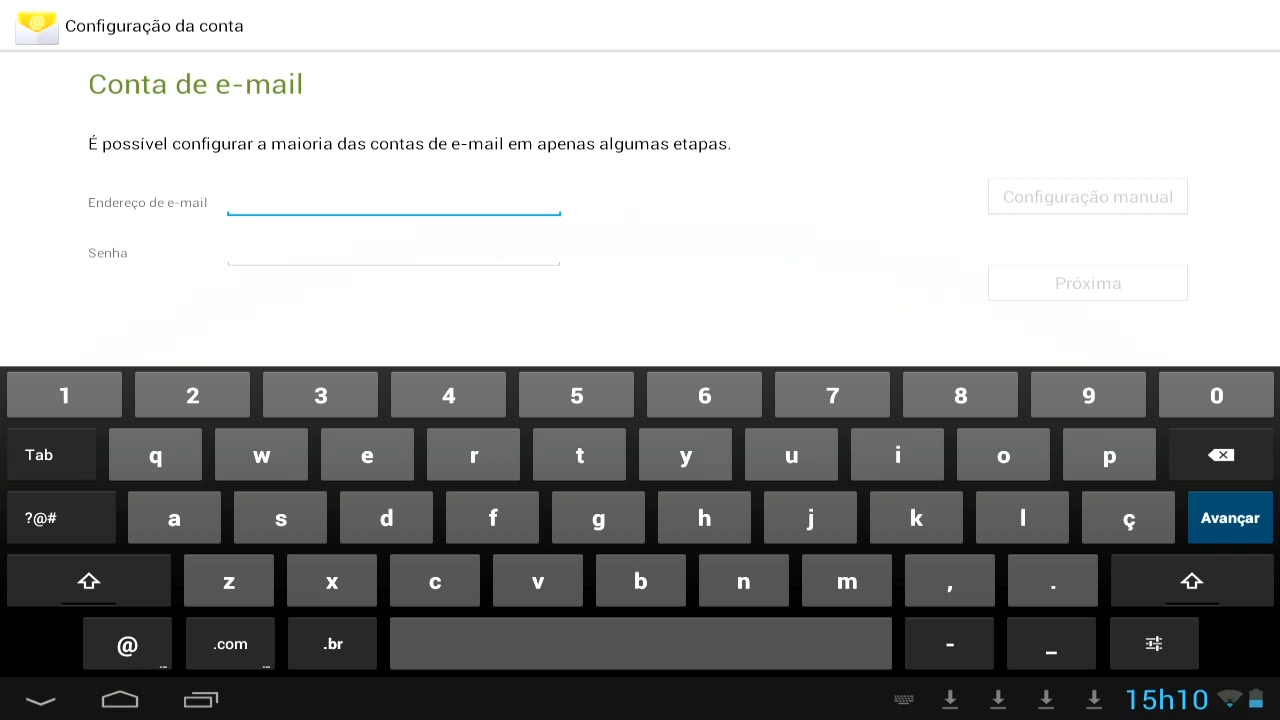 Configuração da conta
Conta de e-mail
É possível configurar a maioria das contas de e-mail em apenas algumas etapas.
Endereço de e-mail
Configuração manual
Senha
Próxima
1 2 3 4 5 6 7 8 9 0
Tab q w e r t y u i o p
?@# a s d f g h j k l ç Avançar
z x c v b n m , .
@ ... .com ... .br - _
15h10